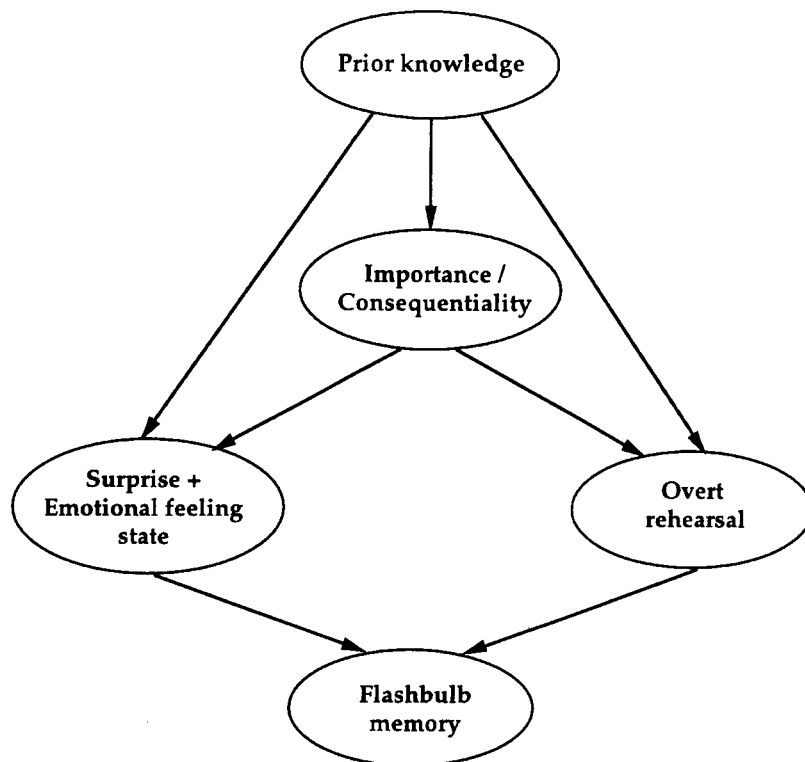 Prior knowledge
Importance /
Consequentiality
Surprise +
Emotional feeling
state
Overt
rehearsal
Flashbulb
memory